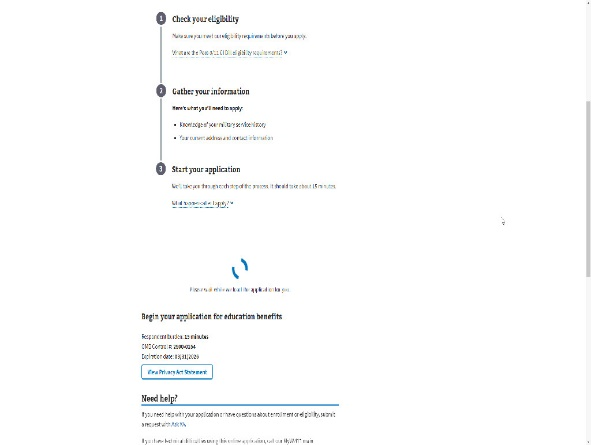 1 Check your eligibility
Make sure you meet our eligibility requirements before you apply.
What are the Post-9/11 GI Bill eligibility requirements?
2 Gather your information
Here's what you'll need to apply:
• Knowledge of your military service history
• Your current address and contact information
3 Start your application
We'll take you through each step of the process. It should take about 15 minutes.
What happens after I apply?
Please wait while we load the application for you.
Begin your application for education benefits
Respondent burden: 15 minutes
OMB Control #: 2900-0154
Expiration date: 08/31/2026
View Privacy Act Statement
Need help?
If you need help with your application or have questions about enrollment or eligibility, submit
a request with Ask VA.
If you have technical difficulties using this online application, call our MyVA411 main